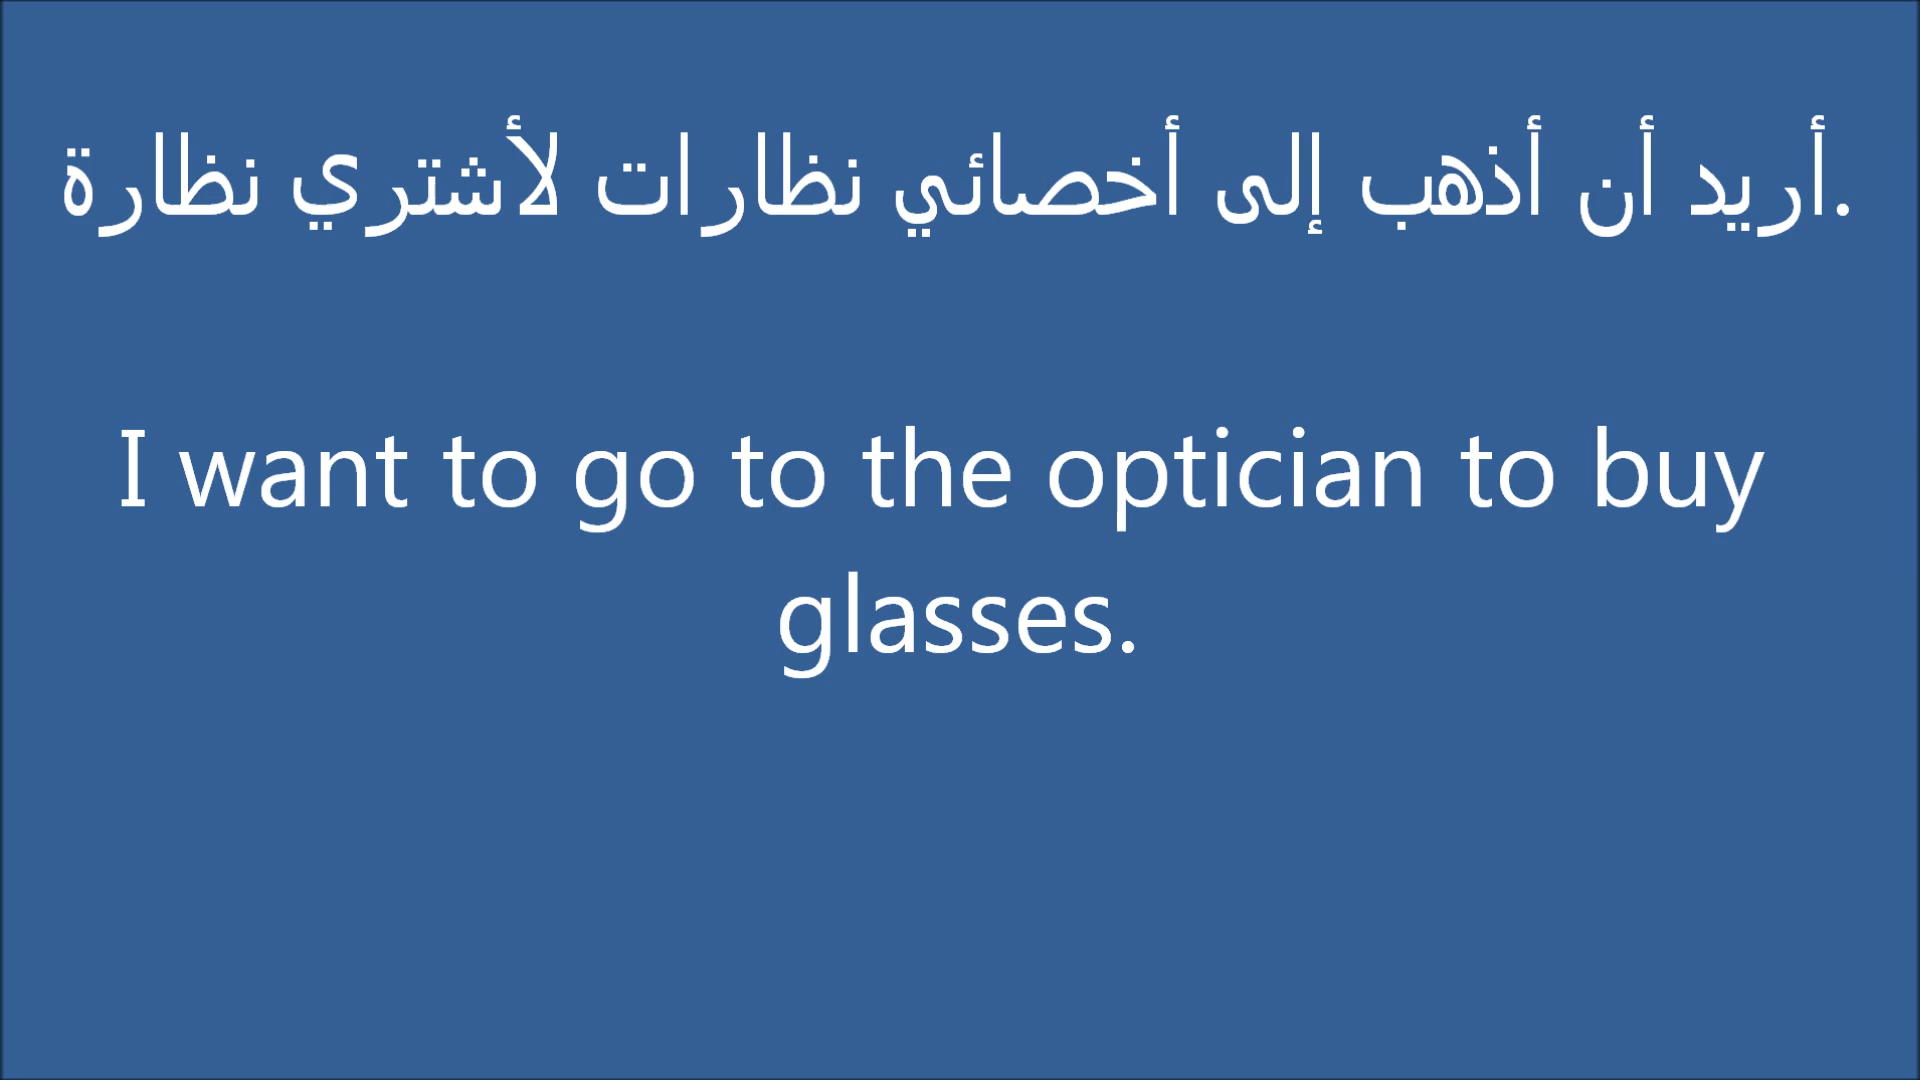 أريد أن أذهب إلى أخصائي نظارات لأشتري نظارة.
I want to go to the optician to buy
glasses.